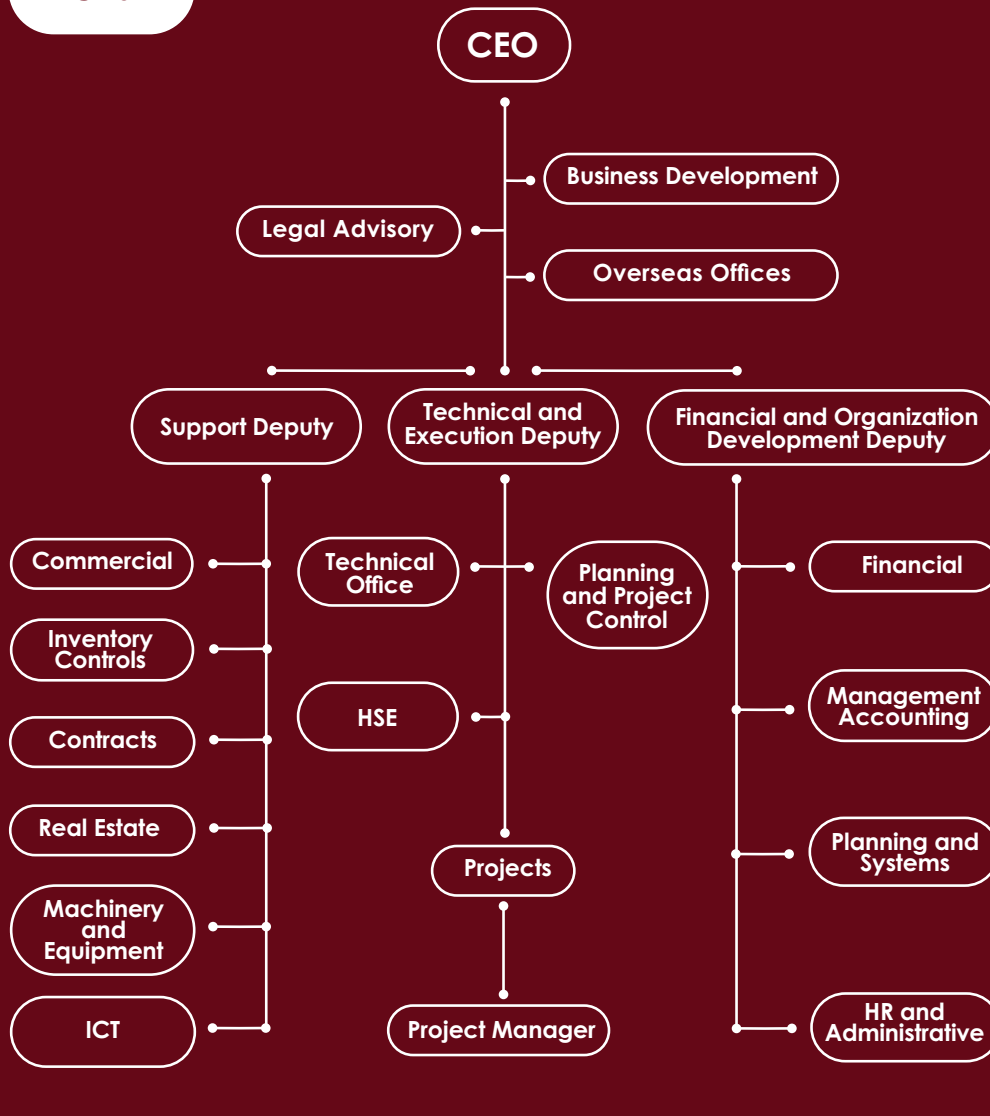 CEO
Business Development
Legal Advisory
Overseas Offices
Support Deputy
Technical and
Execution Deputy
Financial and Organization
Development Deputy
Commercial
Inventory
Controls
Contracts
Real Estate
Machinery
and
Equipment
ICT
Technical
Office
Planning
and Project
Control
HSE
Projects
Project Manager
Financial
Management
Accounting
Planning and
Systems
HR and
Administrative